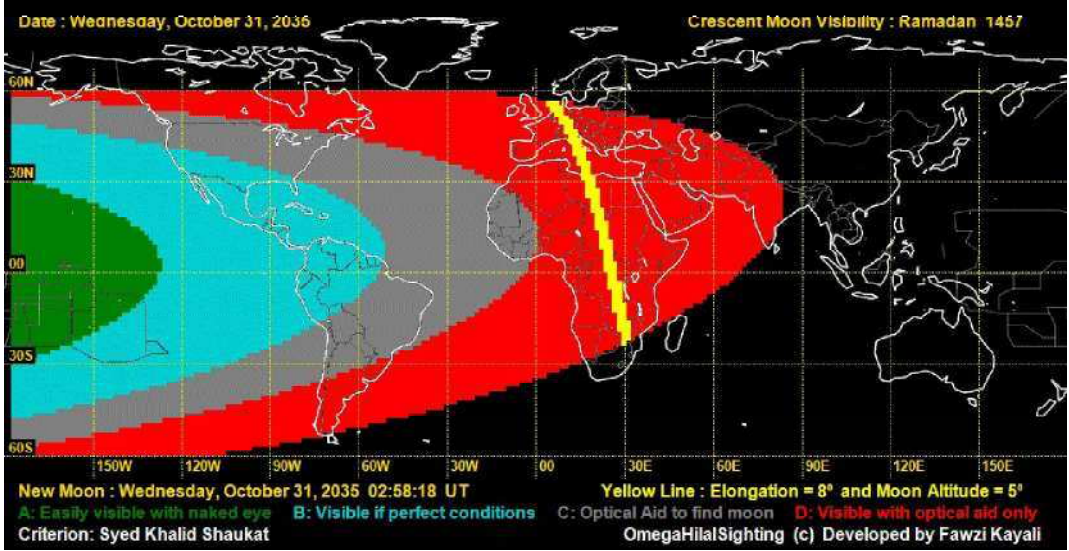 Date : Wednesday, October 31, 2035
Crescent Moon Visibility : Ramadan 1457
60N
30N
00
30S
60S
150W 120W 90W 60W 30W 00 30E 60E 90E 120E 150E
New Moon : Wednesday, October 31, 2035 02:58:18 UT
Yellow Line : Elongation = 8º and Moon Altitude = 5º
A: Easily visible with naked eye
B: Visible if perfect conditions
C: Optical Aid to find moon
D: Visible with optical aid only
Criterion: Syed Khalid Shaukat
OmegaHilalSighting (c) Developed by Fawzi Kayali